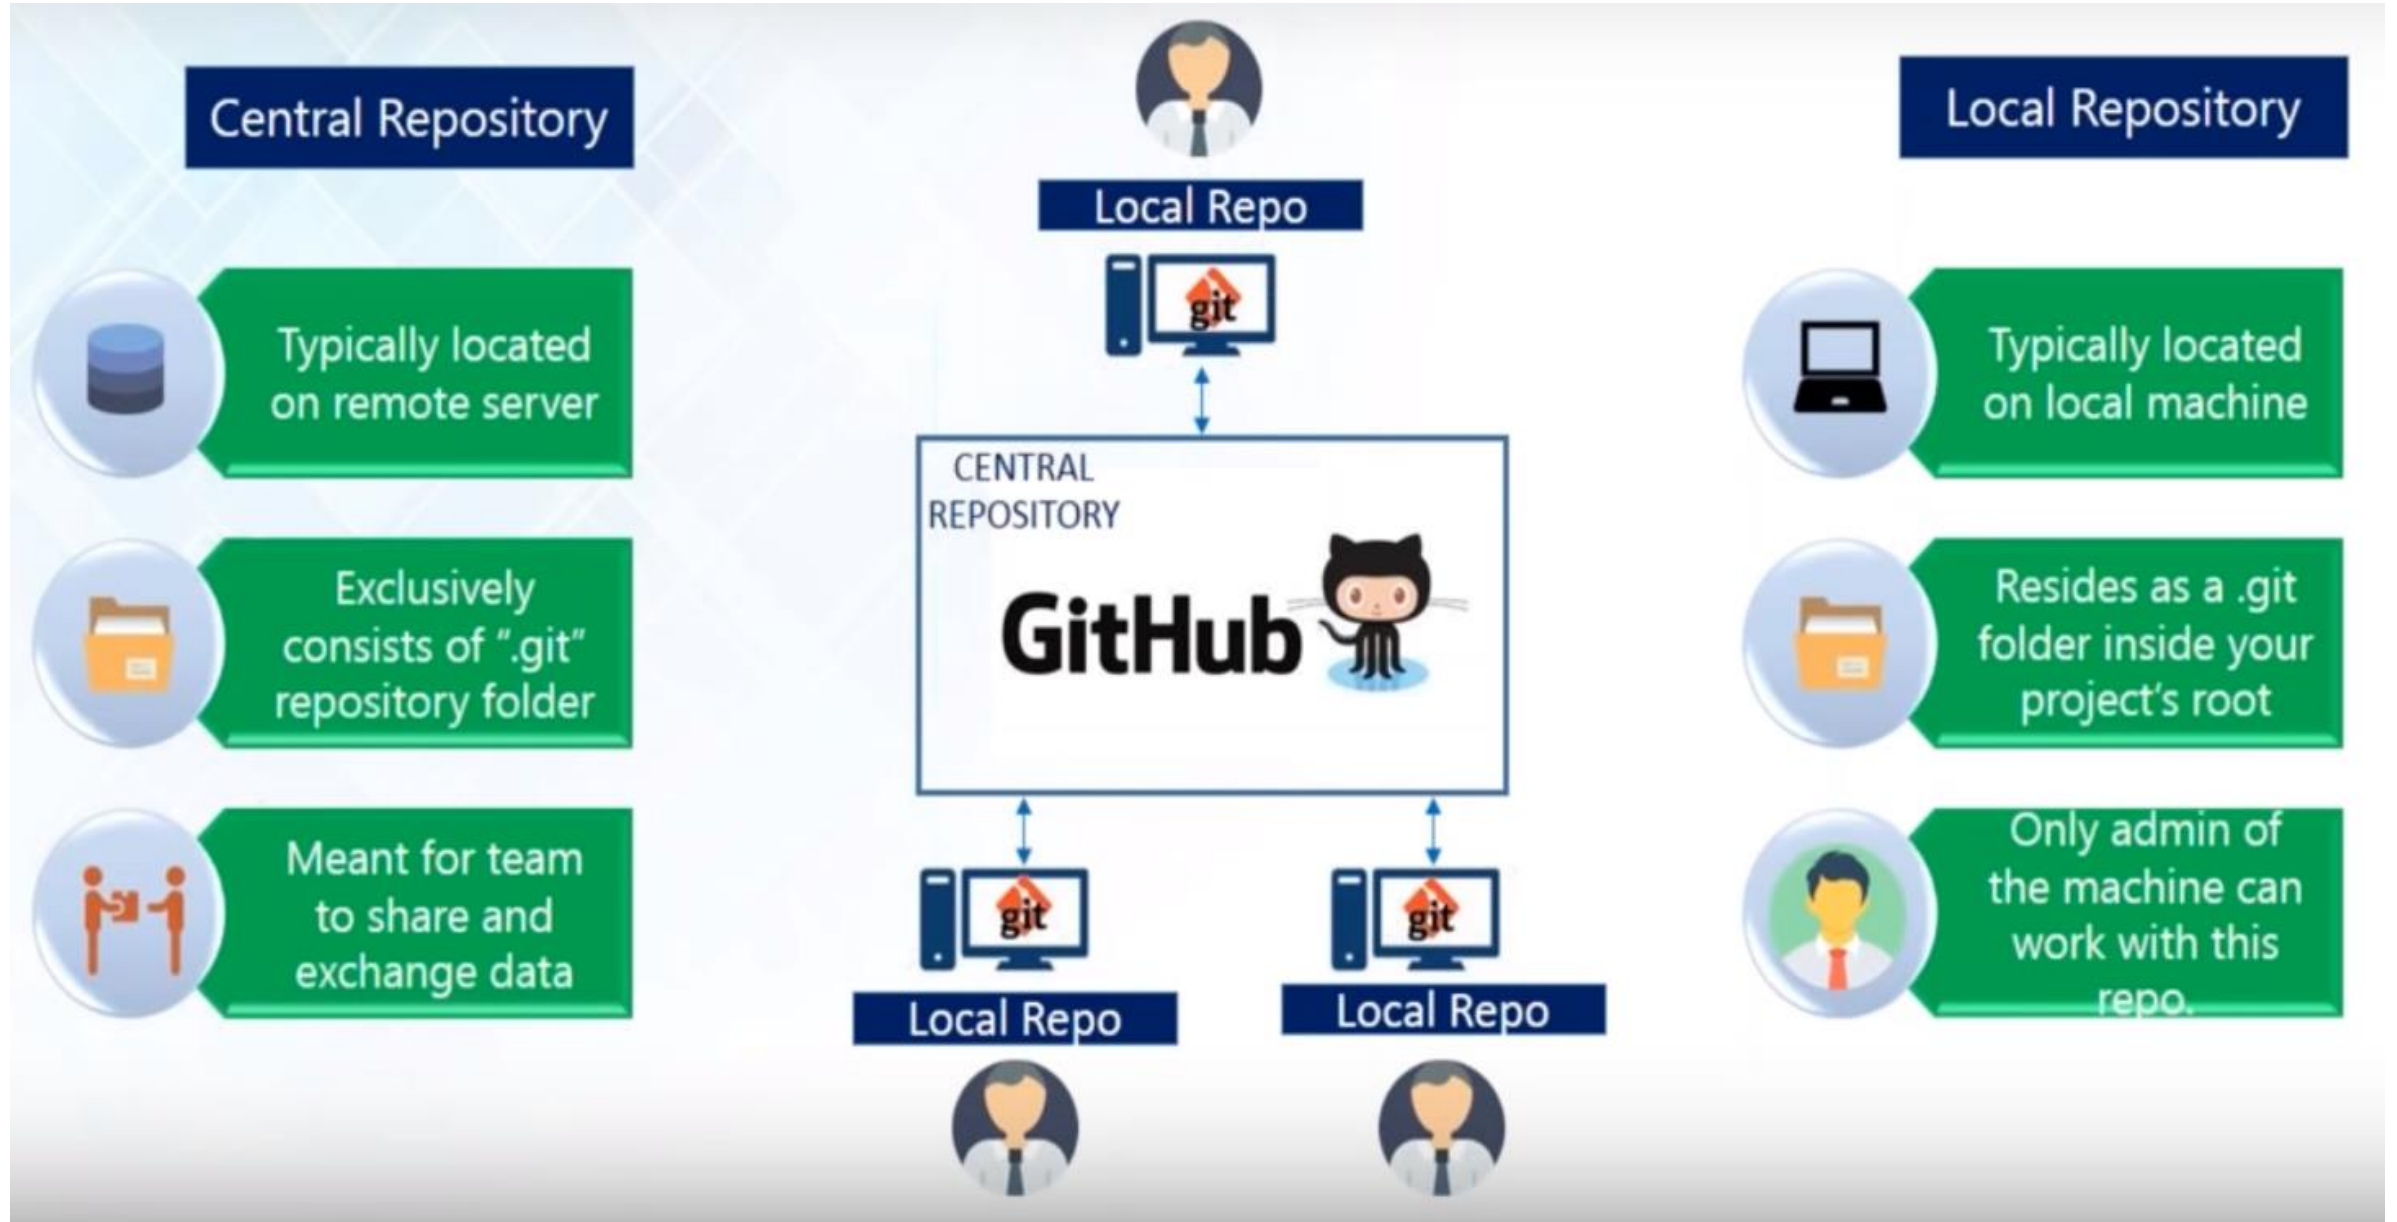 Central Repository
Typically located
on remote server
Exclusively
consists of “.git”
repository folder
Meant for team
to share and
exchange data
Local Repo
git
CENTRAL
REPOSITORY
GitHub
git
git
Local Repo
Local Repo
Local Repository
Typically located
on local machine
Resides as a .git
folder inside your
project’s root
Only admin of
the machine can
work with this
repo.